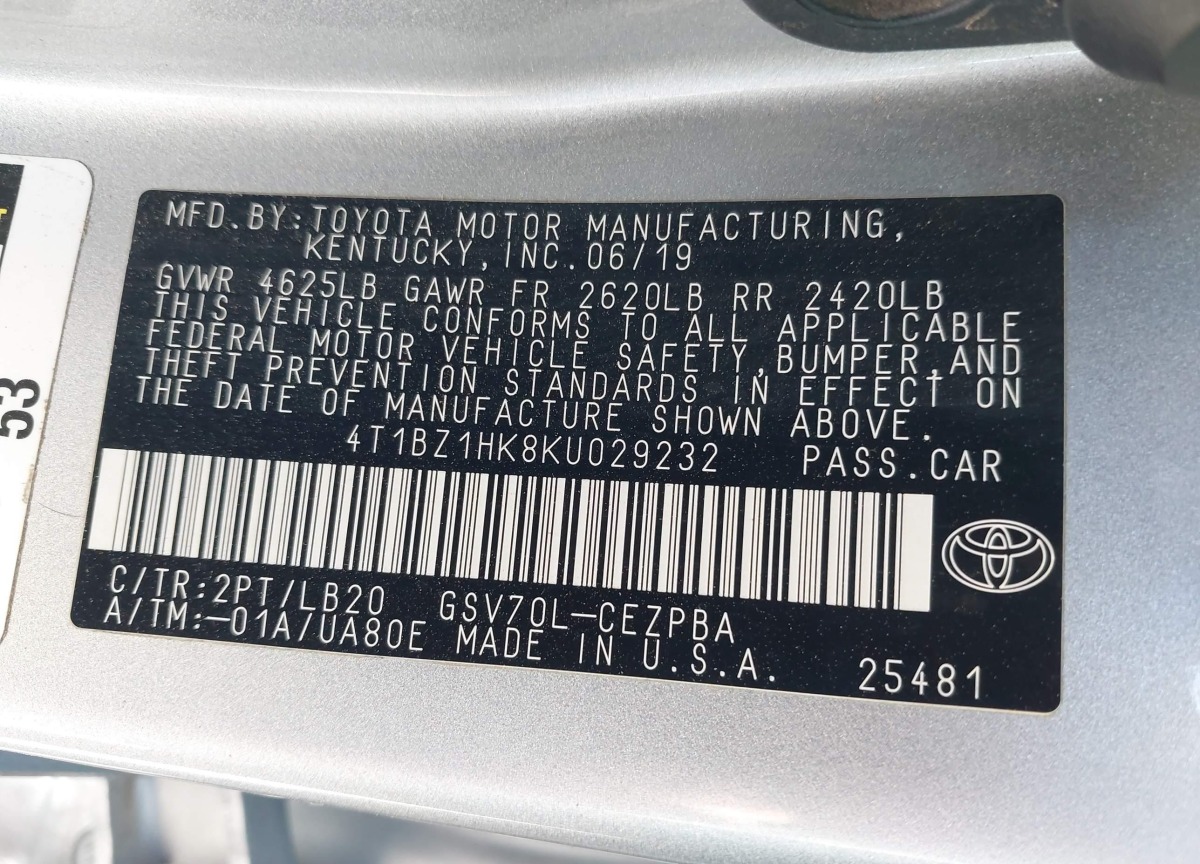 MFD.BY:TOYOTA MOTOR MANUFACTURING,
KENTUCKY,INC.06/19
GVWR 4625LB GAWR FR 2620LB RR 2420LB
THIS VEHICLE CONFORMS TO ALL APPLICABLE
FEDERAL MOTOR VEHICLE SAFETY,BUMPER,AND
THEFT PREVENTION STANDARDS IN EFFECT ON
THE DATE OF MANUFACTURE SHOWN ABOVE.
4T1BZ1HK8KU029232 PASS.CAR
C/TR:2PT/LB20 GSV70L-CEZPBA
A/TM:-01A/UA80E MADE IN U.S.A. 25481
53